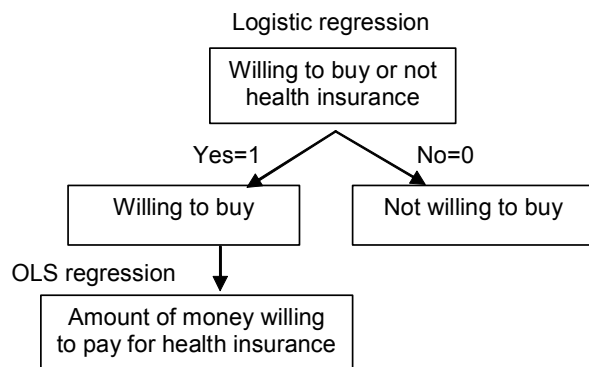 Logistic regression
Willing to buy or not
health insurance
Yes=1
No=0
Willing to buy
Not willing to buy
OLS regression
Amount of money willing
to pay for health insurance